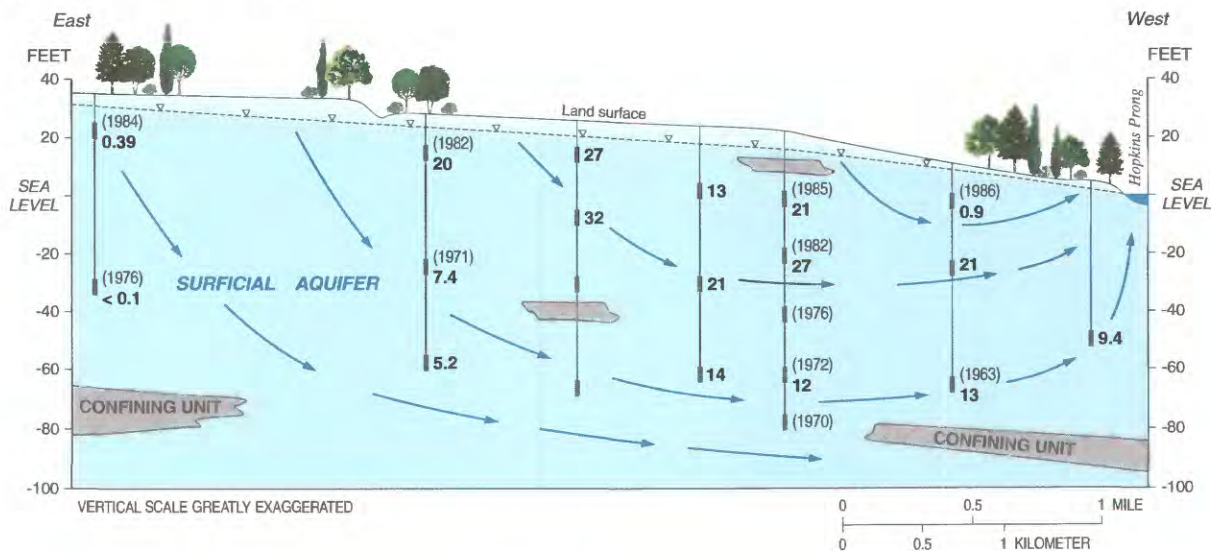 East
West
FEET
FEET
40
20
SEA
LEVEL
-20
-40
-60
-80
-100
Land surface
(1984)
0.39
(1976)
< 0.1
SURFICIAL AQUIFER
(1982)
20
(1971)
7.4
5.2
27
32
13
21
14
(1985)
21
(1982)
27
(1976)
(1972)
12
(1970)
(1986)
0.9
21
(1963)
13
9.4
Hopkins Prong
40
20
SEA
LEVEL
-20
-40
-60
-80
-100
CONFINING UNIT
CONFINING UNIT
VERTICAL SCALE GREATLY EXAGGERATED
0 0.5 1 MILE
0 0.5 1 KILOMETER